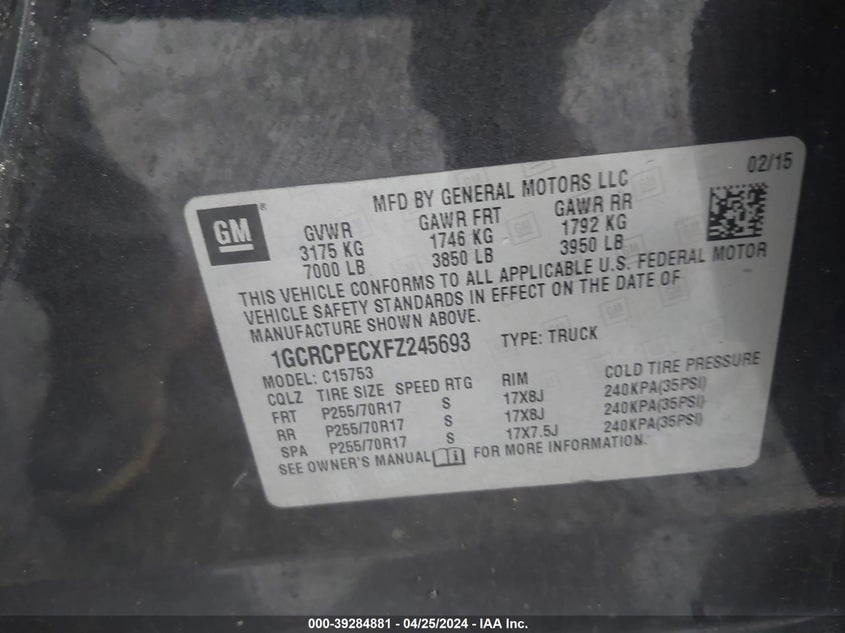 02/15
MFD BY GENERAL MOTORS LLC
GM®
GVWR GAWR FRT GAWR RR
3175 KG 1746 KG 1792 KG
7000 LB 3850 LB 3950 LB
THIS VEHICLE CONFORMS TO ALL APPLICABLE U.S. FEDERAL MOTOR
VEHICLE SAFETY STANDARDS IN EFFECT ON THE DATE OF
MANUFACTURE SHOWN ABOVE.
1GCRCPECXFZ245693 TYPE: TRUCK
MODEL: C15753
CQLZ TIRE SIZE SPEED RTG RIM COLD TIRE PRESSURE
FRT P255/70R17 S 17X8J 240KPA(35PSI)
RR P255/70R17 S 17X8J 240KPA(35PSI)
SPA P255/70R17 S 17X7.5J 240KPA(35PSI)
SEE OWNER'S MANUAL FOR MORE INFORMATION.
000-39284881 - 04/25/2024 - IAA Inc.